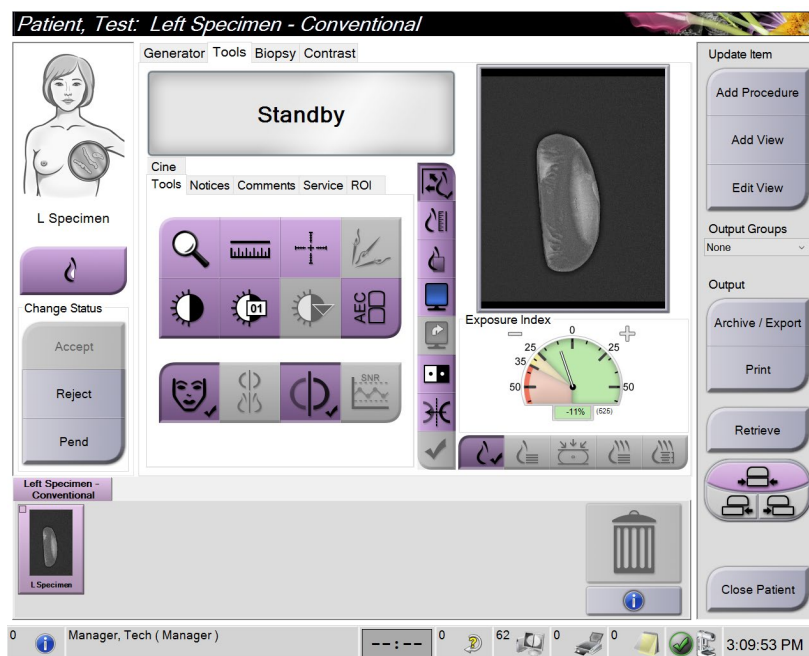 Patient, Test:  Left Specimen - Conventional
Generator Tools Biopsy Contrast
Standby
Cine
Tools Notices Comments Service ROI
01
AEC
SNR
L Specimen
Change Status
Accept
Reject
Pend
Exposure Index
0
25 25
35
50 50
-11% (626)
Update Item
Add Procedure
Add View
Edit View
Output Groups
None
Output
Archive / Export
Print
Retrieve
Close Patient
Left Specimen -
Conventional
L Specimen
0 Manager, Tech ( Manager ) --:-- 0 62 0 0 3:09:53 PM